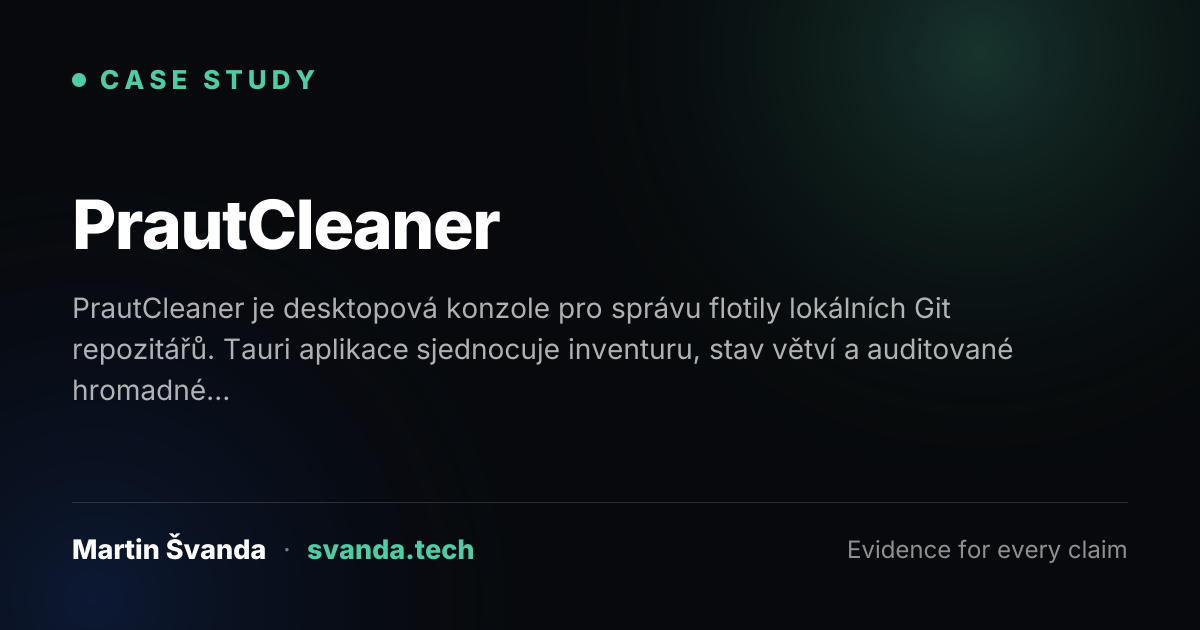 CASE STUDY
PrautCleaner
PrautCleaner je desktopová konzole pro správu flotily lokálních Git
repozitářů. Tauri aplikace sjednocuje inventuru, stav větví a auditované
hromadné…
Martin Švanda · svanda.tech
Evidence for every claim